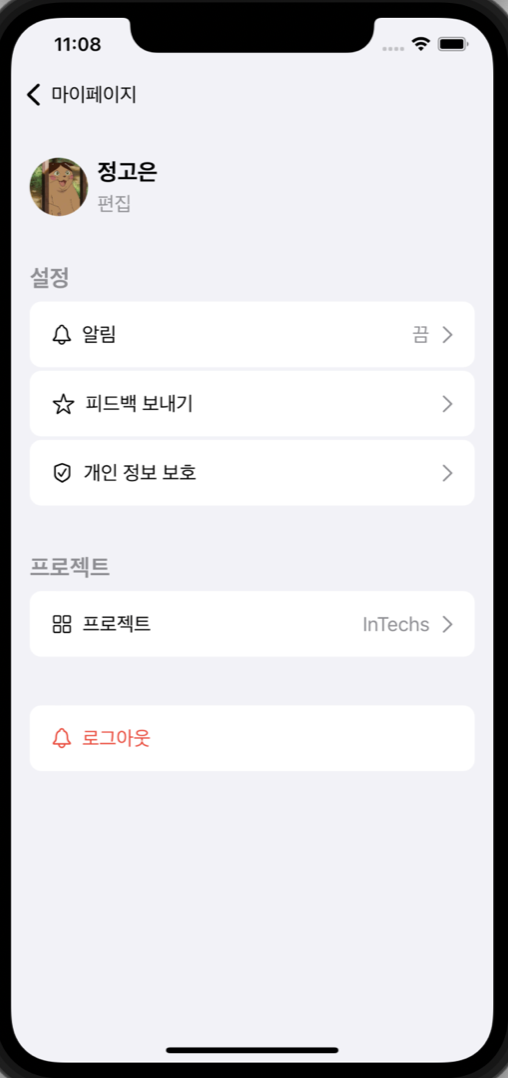 11:08
마이페이지
정고은
편집
설정
알림 끔
피드백 보내기
개인 정보 보호
프로젝트
프로젝트 InTechs
로그아웃